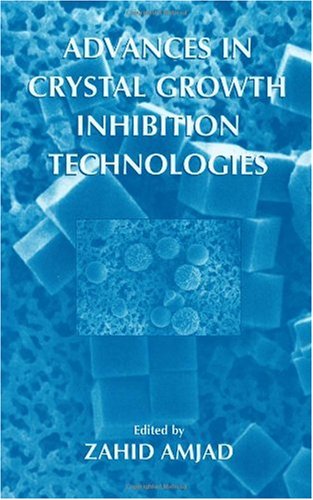 ADVANCES IN
CRYSTAL GROWTH
INHIBITION
TECHNOLOGIES
Edited by
ZAHID AMJAD